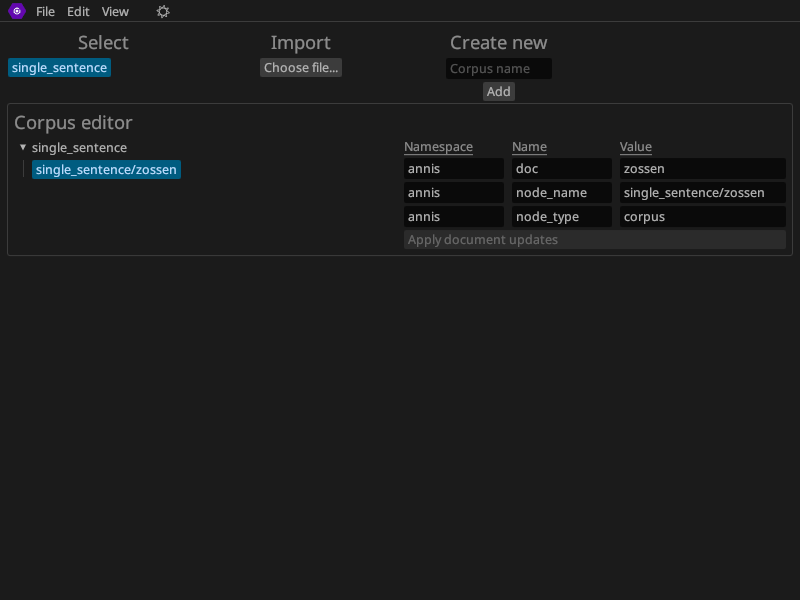 File Edit View
Select Import Create new
single_sentence Choose file... Corpus name
Add
Corpus editor
single_sentence Namespace Name Value
single_sentence/zossen annis doc zossen
annis node_name single_sentence/zossen
annis node_type corpus
Apply document updates